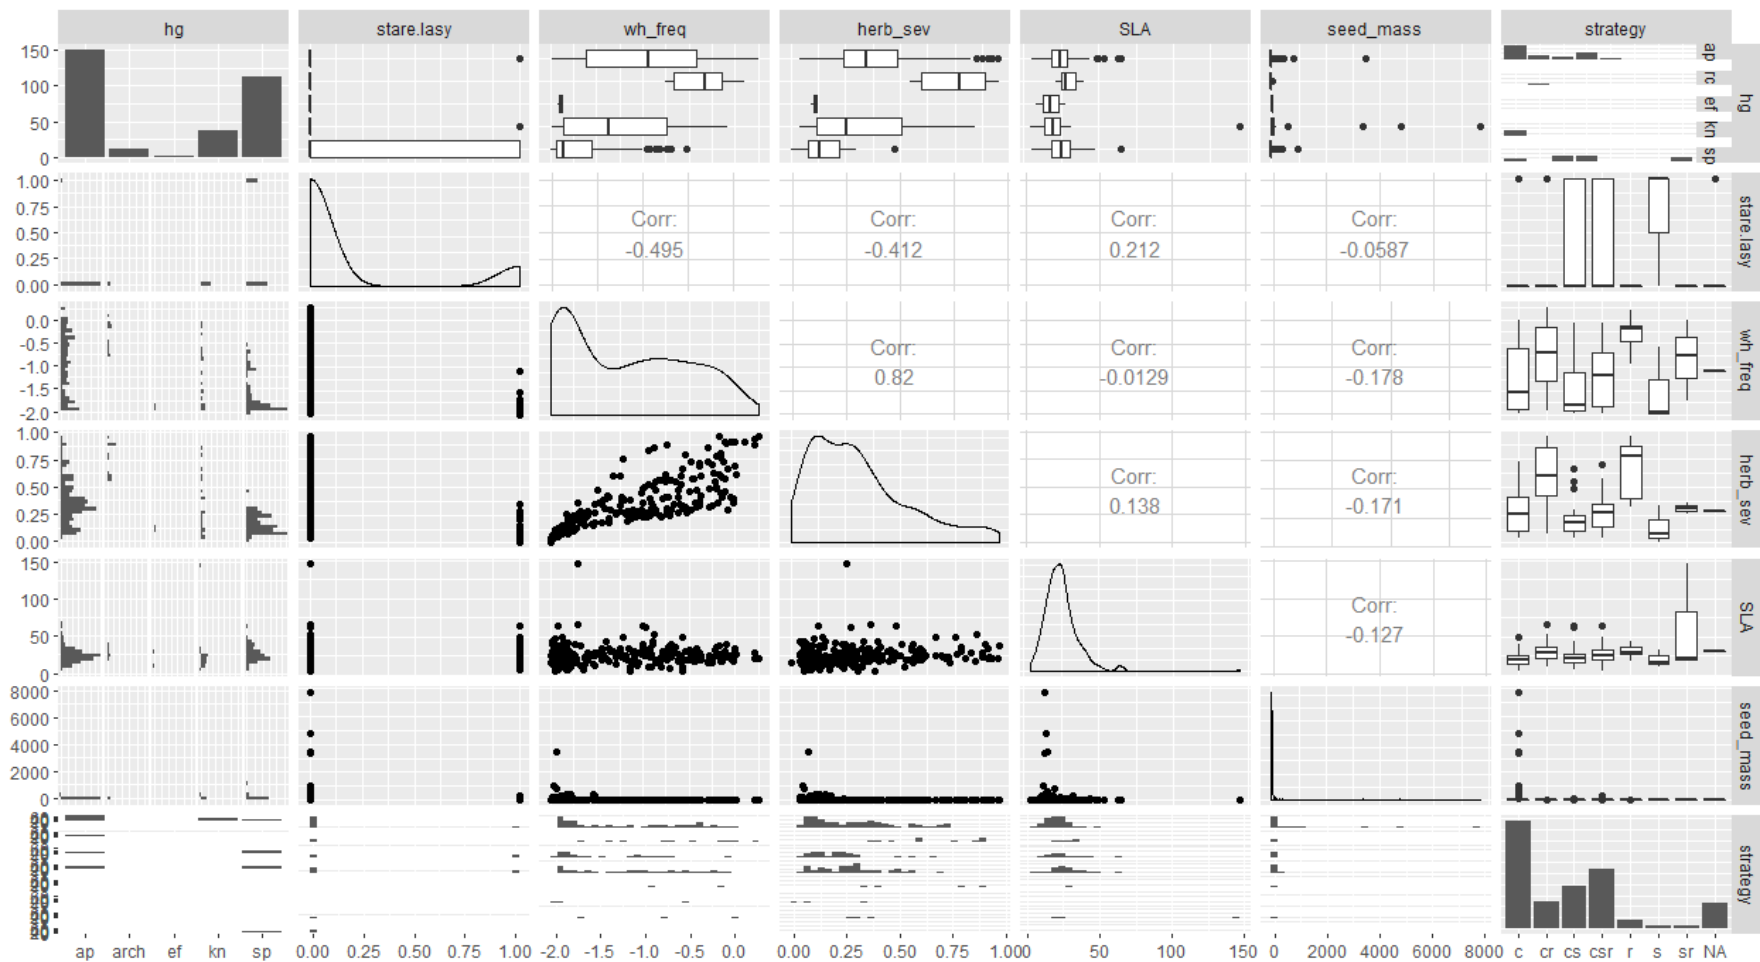 hg stare.lasy wh_freq herb_sev SLA seed_mass strategy
150
100
50
0
ap
rc
ef
kn
sp
hg
1.00
0.75
0.50
0.25
0.00
Corr:
-0.495
Corr:
-0.412
Corr:
0.212
Corr:
-0.0587
stare.lasy
0.0
-0.5
-1.0
-1.5
-2.0
Corr:
0.82
Corr:
-0.0129
Corr:
-0.178
wh_freq
1.00
0.75
0.50
0.25
0.00
Corr:
0.138
Corr:
-0.171
herb_sev
150
100
50
0
Corr:
-0.127
SLA
8000
6000
4000
2000
0
seed_mass
strategy
ap arch ef kn sp 0.00 0.25 0.50 0.75 1.00 -2.0 -1.5 -1.0 -0.5 0.0 0.00 0.25 0.50 0.75 1.00 50 100 150 0 2000 4000 6000 8000 c cr cs csr r s sr NA